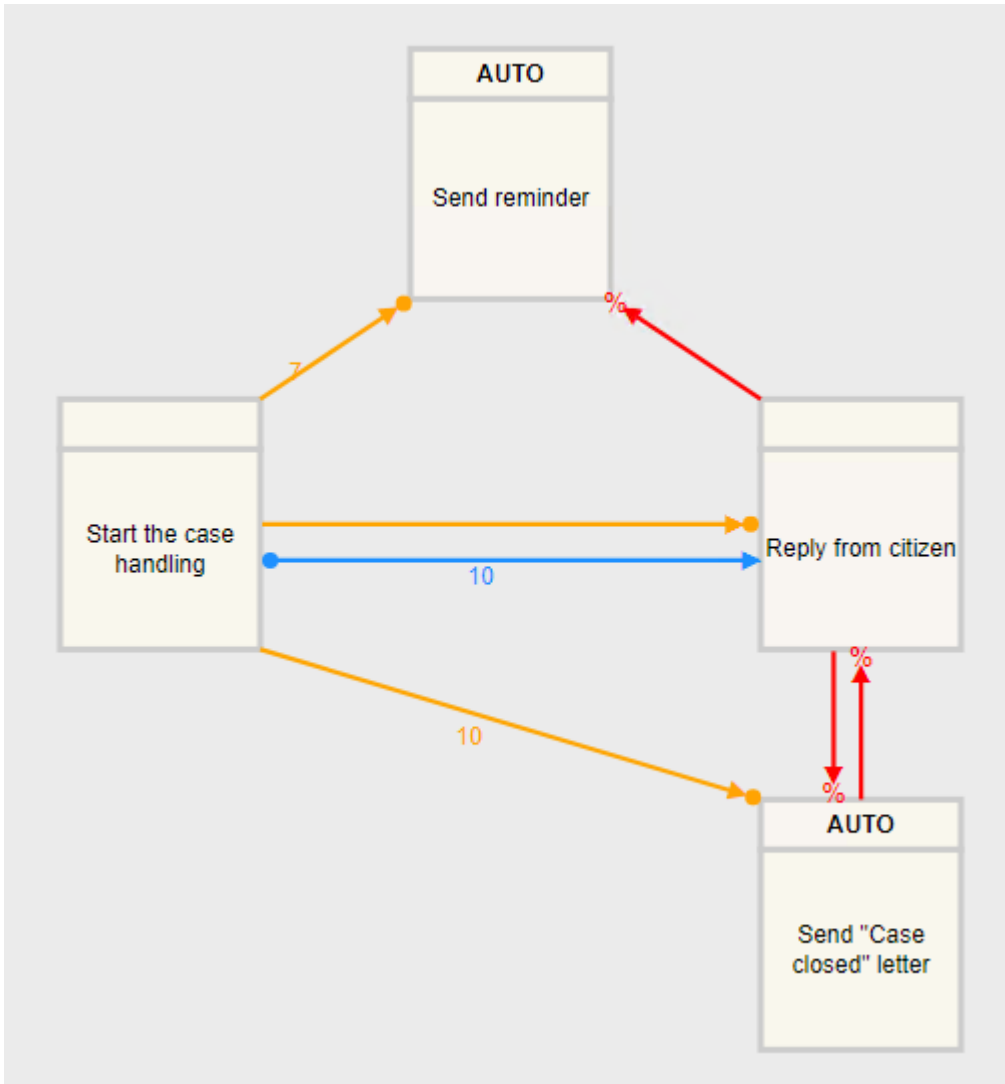 AUTO
Send reminder
%
7
Start the case
handling
10
Reply from citizen
%
10
%
AUTO
Send "Case
closed" letter